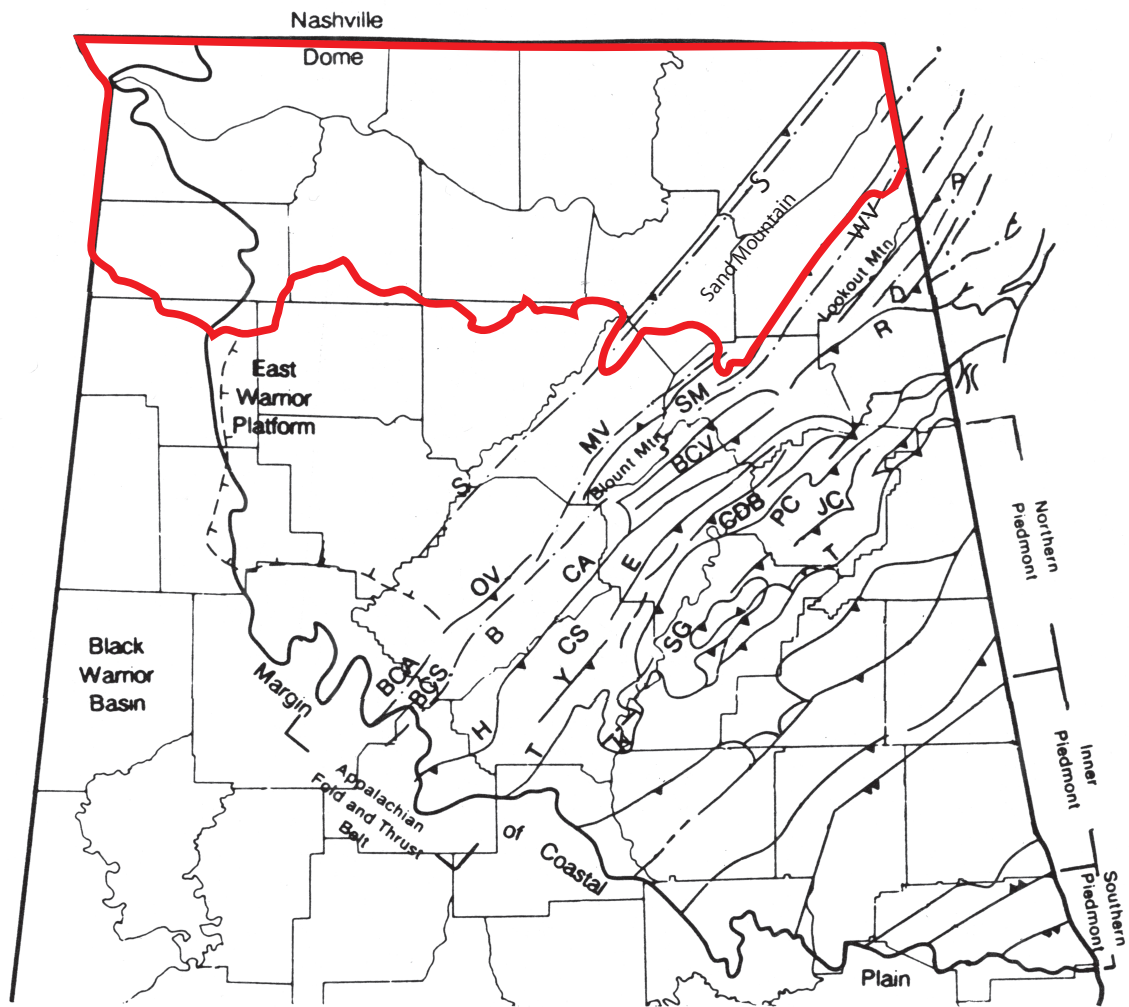 Nashville
Dome
S
Sand Mountain
P
WV
Lookout Mtn
D
R
East
Warrior
Platform
SM
MV
Blount Mtn
BCV
S
CDB
PC
JC
Northern
Piedmont
T
OV
CA
E
B
CS
SG
Black
Warrior
Basin
BCA
BCS
Y
Margin
H
T
Inner
Piedmont
Appalachian
Fold and Thrust
Belt
of
Coastal
Southern
Piedmont
Plain